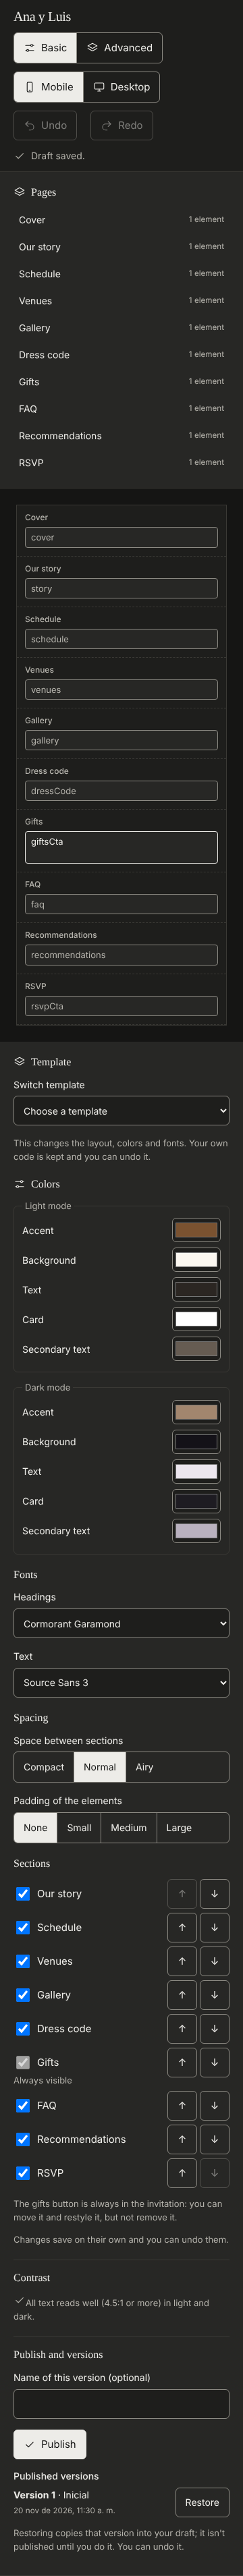 Ana y Luis
Basic Advanced
Mobile Desktop
Undo Redo
Draft saved.
Pages
Cover 1 element
Our story 1 element
Schedule 1 element
Venues 1 element
Gallery 1 element
Dress code 1 element
Gifts 1 element
FAQ 1 element
Recommendations 1 element
RSVP 1 element
Cover
cover
Our story
story
Schedule
schedule
Venues
venues
Gallery
gallery
Dress code
dressCode
Gifts
giftsCta
FAQ
faq
Recommendations
recommendations
RSVP
rsvpCta
Template
Switch template
Choose a template
This changes the layout, colors and fonts. Your own
code is kept and you can undo it.
Colors
Light mode
Accent
Background
Text
Card
Secondary text
Dark mode
Accent
Background
Text
Card
Secondary text
Fonts
Headings
Cormorant Garamond
Text
Source Sans 3
Spacing
Space between sections
Compact Normal Airy
Padding of the elements
None Small Medium Large
Sections
Our story
Schedule
Venues
Gallery
Dress code
Gifts
Always visible
FAQ
Recommendations
RSVP
The gifts button is always in the invitation: you can
move it and restyle it, but not remove it.
Changes save on their own and you can undo them.
Contrast
All text reads well (4.5:1 or more) in light and
dark.
Publish and versions
Name of this version (optional)
Publish
Published versions
Version 1 · Inicial
20 nov de 2026, 11:30 a. m.
Restore
Restoring copies that version into your draft; it isn't
published until you do it. You can undo it.